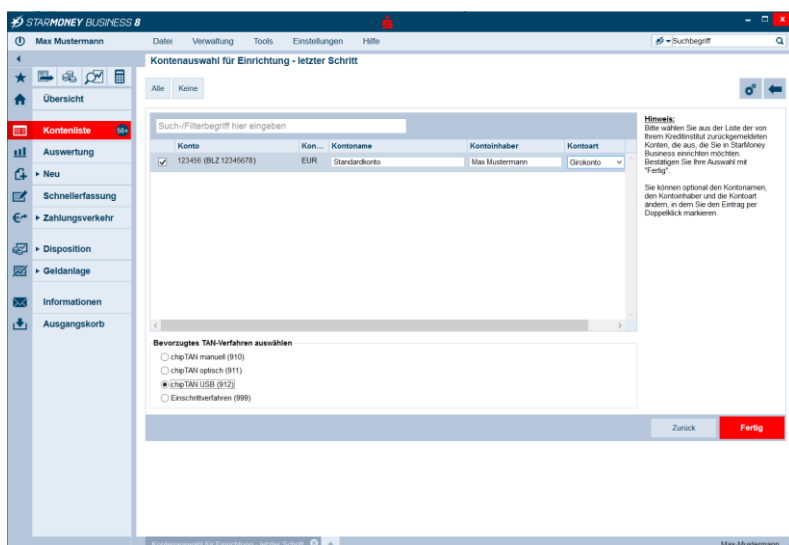 STARMONEY BUSINESS 8
Max Mustermann
Datei Verwaltung Tools Einstellungen Hilfe
Suchbegriff
Kontenauswahl für Einrichtung - letzter Schritt
Alle Keine
Übersicht
Kontenliste 50+
Auswertung
Neu
Schnellerfassung
Zahlungsverkehr
Disposition
Geldanlage
Informationen
Ausgangskorb
Such-/Filterbegriff hier eingeben
Konto Kon... Kontoname Kontoinhaber Kontoart
123456 (BLZ 12345678) EUR Standardkonto Max Mustermann Girokonto
Bevorzugtes TAN-Verfahren auswählen
chipTAN manuell (910)
chipTAN optisch (911)
chipTAN USB (912)
Einschrittverfahren (999)
Hinweis:
Bitte wählen Sie aus der Liste der von
Ihrem Kreditinstitut zurückgemeldeten
Konten, die aus, die Sie in StarMoney
Business einrichten möchten.
Bestätigen Sie Ihre Auswahl mit
"Fertig".
Sie können optional den Kontonamen,
den Kontoinhaber und die Kontoart
ändern, in dem Sie den Eintrag per
Doppelklick markieren.
Zurück Fertig
Kontenauswahl für Einrichtung - letzter Schritt
Max Mustermann